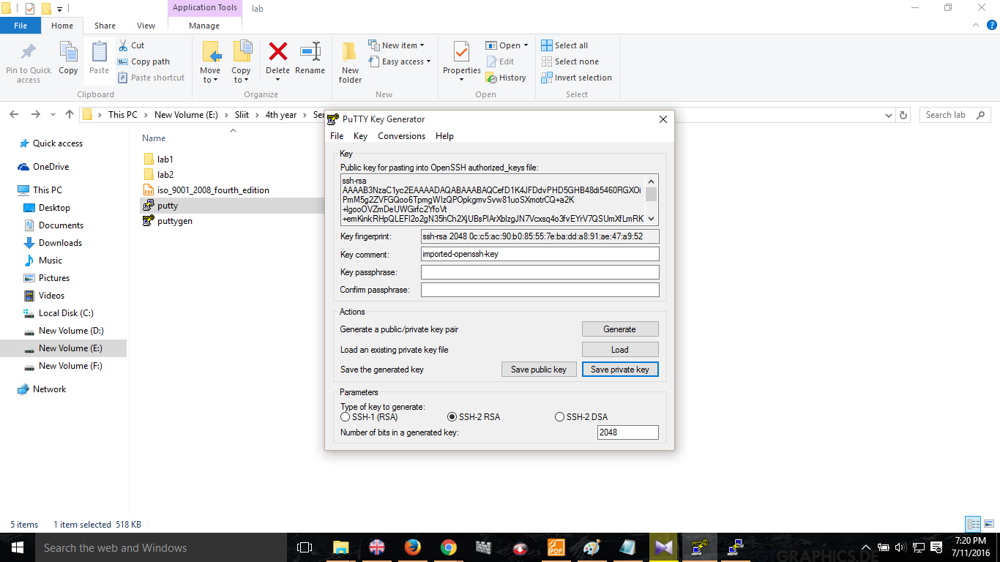 Application Tools
lab
File
Home
Share
View
Manage
Pin to Quick
access
Copy
Paste
Cut
Copy path
Paste shortcut
Clipboard
Move
to
Copy
to
Delete
Rename
Organize
New
folder
New item
Easy access
New
Properties
Open
Edit
History
Open
Select all
Select none
Invert selection
Select
This PC
New Volume (E:)
Sliit
4th year
Search lab
Quick access
OneDrive
This PC
Desktop
Documents
Downloads
Music
Pictures
Videos
Local Disk (C:)
New Volume (D:)
New Volume (E:)
New Volume (F:)
Network
Name
lab1
lab2
iso_9001_2008_fourth_edition
putty
puttygen
PuTTY Key Generator
File Key Conversions Help
Key
Public key for pasting into OpenSSH authorized_keys file:
ssh-rsa
AAAAB3NzaC1yc2EAAAADAQABAAABAQCefD1K4JFDdvPHD5GHB48di5460RGXOi
PmM5g2ZVFGQoo6TpmgWIzQPOpkgmvSvw81uoSXmotrCQ+a2K
+IgooOVZmDeUWGirfc2YfoVt
+emKinkRHpQLEFI2o2gN35hCh2XjUBsPIArXblzgJN7Vcxsq4o3fvEYrV7QSUmXfLmRK
Key fingerprint:
ssh-rsa 2048 0c:c5:ac:90:b0:85:55:7e:ba:dd:a8:91:ae:47:a9:52
Key comment:
imported-openssh-key
Key passphrase:
Confirm passphrase:
Actions
Generate a public/private key pair
Generate
Load an existing private key file
Load
Save the generated key
Save public key
Save private key
Parameters
Type of key to generate:
SSH-1 (RSA)
SSH-2 RSA
SSH-2 DSA
Number of bits in a generated key:
2048
5 items
1 item selected 518 KB
Search the web and Windows
PDF
GRAPHICS.DE
7:20 PM
7/11/2016